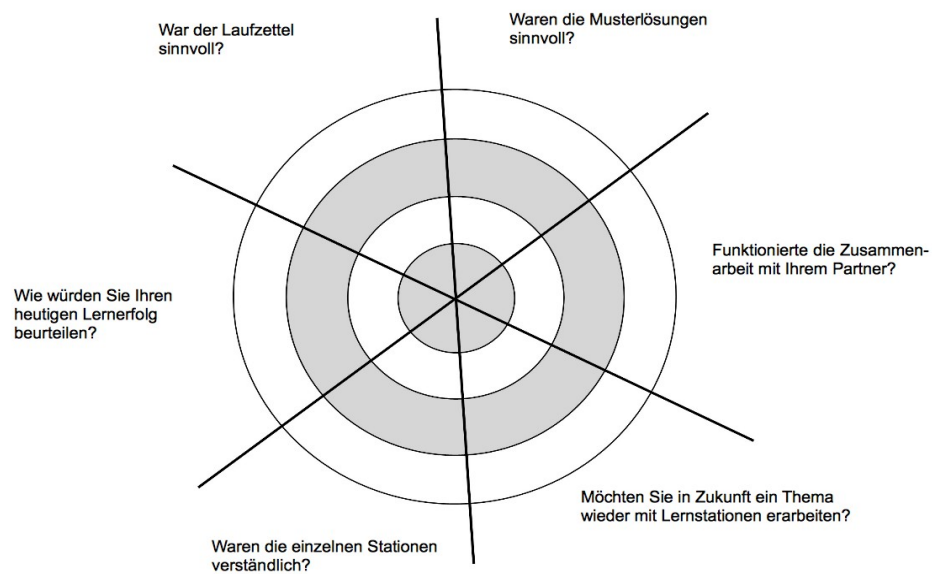 War der Laufzettel
sinnvoll?
Waren die Musterlösungen
sinnvoll?
Funktionierte die Zusammen-
arbeit mit Ihrem Partner?
Wie würden Sie Ihren
heutigen Lernerfolg
beurteilen?
Möchten Sie in Zukunft ein Thema
wieder mit Lernstationen erarbeiten?
Waren die einzelnen Stationen
verständlich?